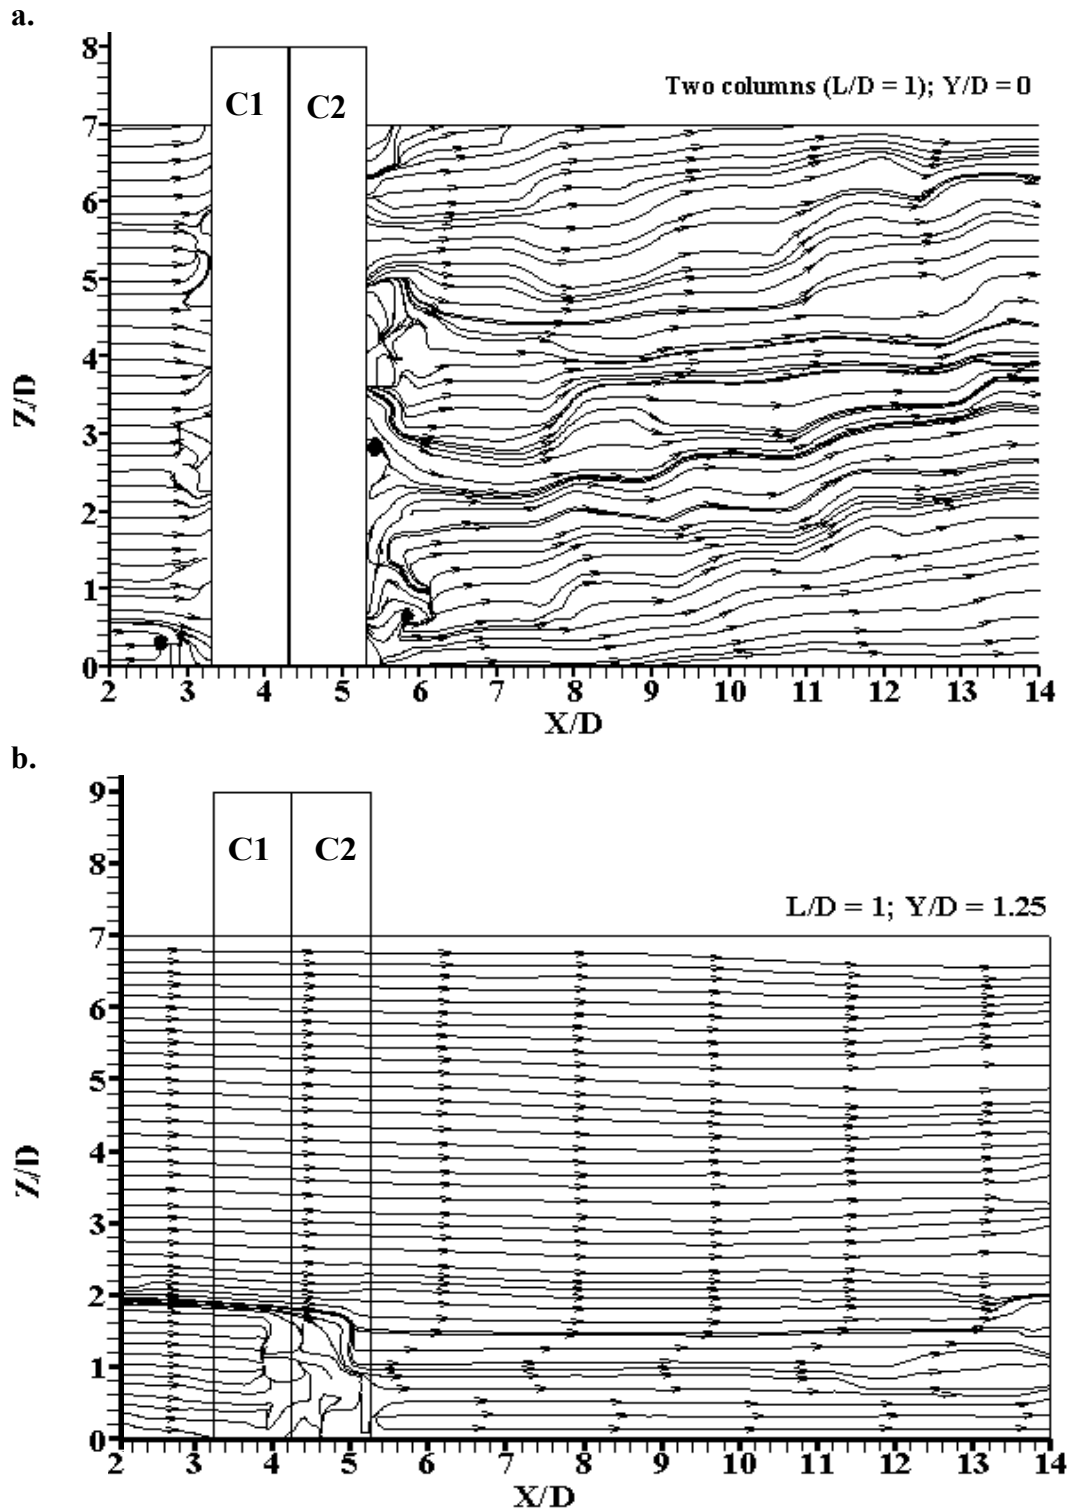 a.
8
C1 C2
Two columns (L/D = 1); Y/D = 0
7
6
5
4
Z/D
3
2
1
0
2 3 4 5 6 7 8 9 10 11 12 13 14
X/D
b.
9
C1 C2
8
L/D = 1; Y/D = 1.25
7
6
5
4
Z/D
3
2
1
0
2 3 4 5 6 7 8 9 10 11 12 13 14
X/D